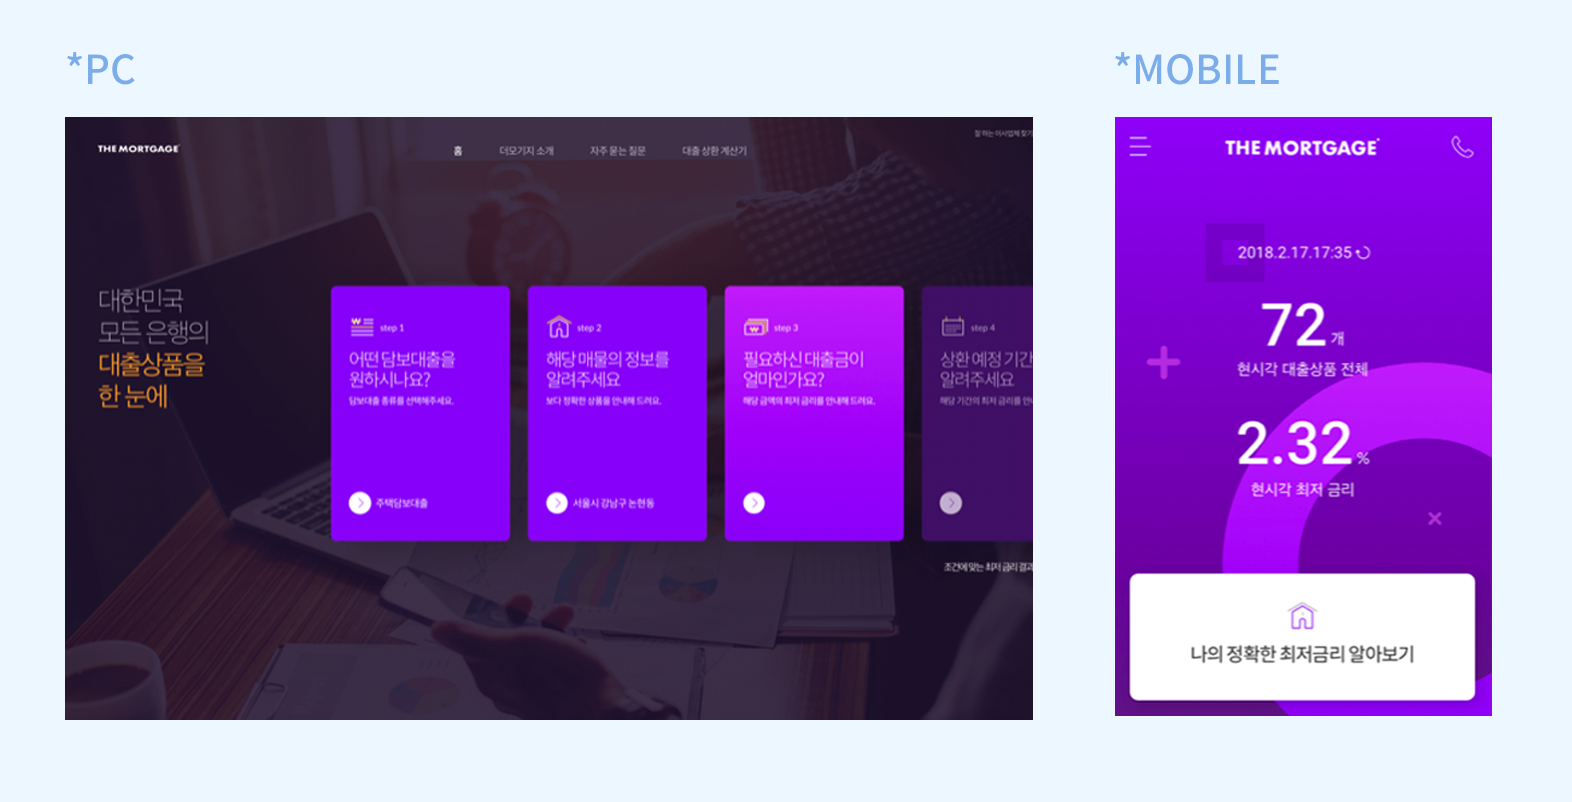 *PC
*MOBILE
THE MORTGAGE
홈
더모기지 소개
자주 묻는 질문
대출 상환 계산기
잘 하는 이사업체 찾기
대한민국
모든 은행의
대출상품을
한 눈에
step 1
어떤 담보대출을
원하시나요?
담보대출 종류를 선택해주세요.
주택담보대출
step 2
해당 매물의 정보를
알려주세요
보다 정확한 상품을 안내해 드려요.
서울시 강남구 논현동
step 3
필요하신 대출금이
얼마인가요?
해당 금액의 최저 금리를 안내해 드려요.
step 4
상환 예정 기간
알려주세요
해당 기간의 최저 금리를
조건에 맞는 최저 금리 결과
THE MORTGAGE
2018.2.17.17:35
72개
현시각 대출상품 전체
2.32%
현시각 최저 금리
나의 정확한 최저금리 알아보기